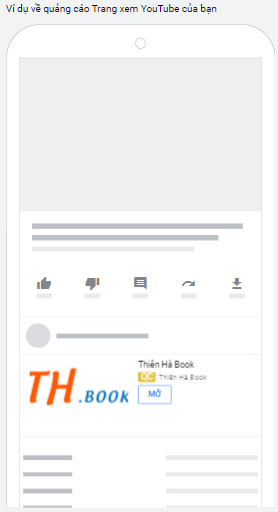 Ví dụ về quảng cáo Trang xem YouTube của bạn
Thiên Hà Book
TH.BOOK
QC Thiên Hà Book
MỞ